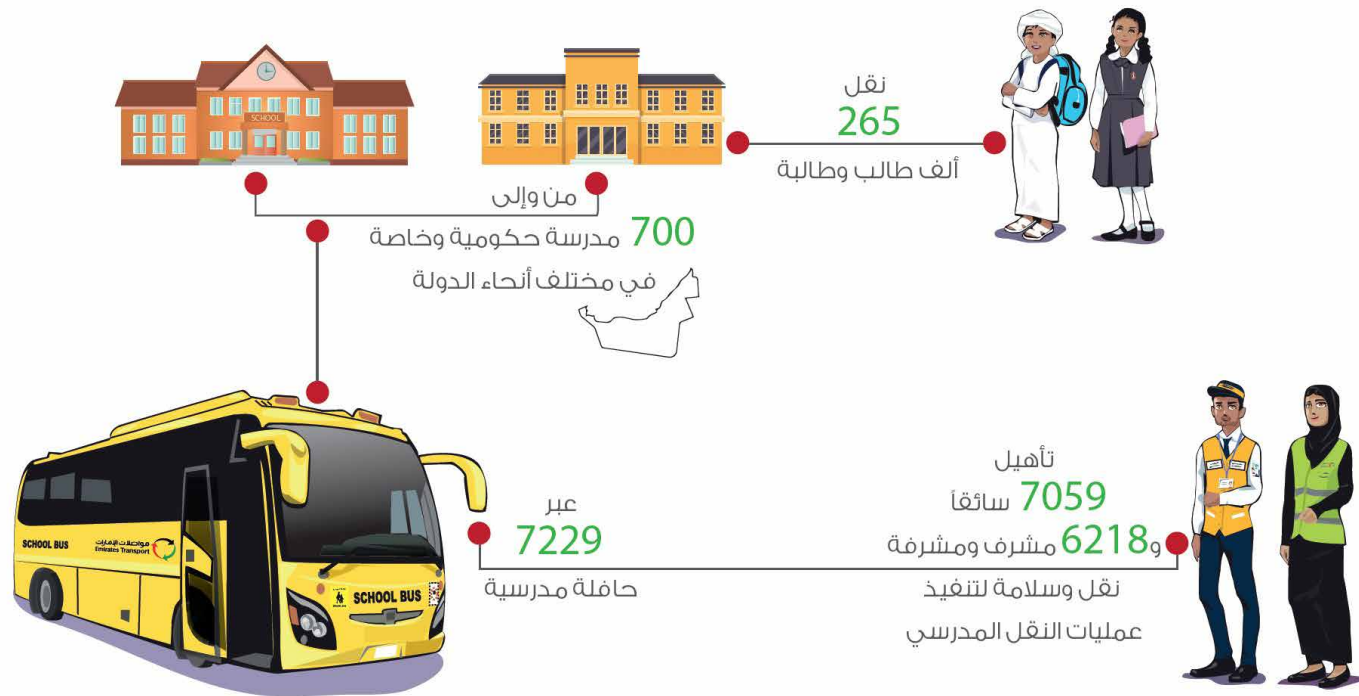 نقل
265
ألف طالب وطالبة
SCHOOL
من وإلى
700 مدرسة حكومية وخاصة
في مختلف أنحاء الدولة
تأهيل
7059 سائقاً
و6218 مشرف ومشرفة
نقل وسلامة لتنفيذ
عمليات النقل المدرسي
عبر
7229
حافلة مدرسية
SCHOOL BUS
مواصلات الإمارات
Emirates Transport
SCHOOL BUS